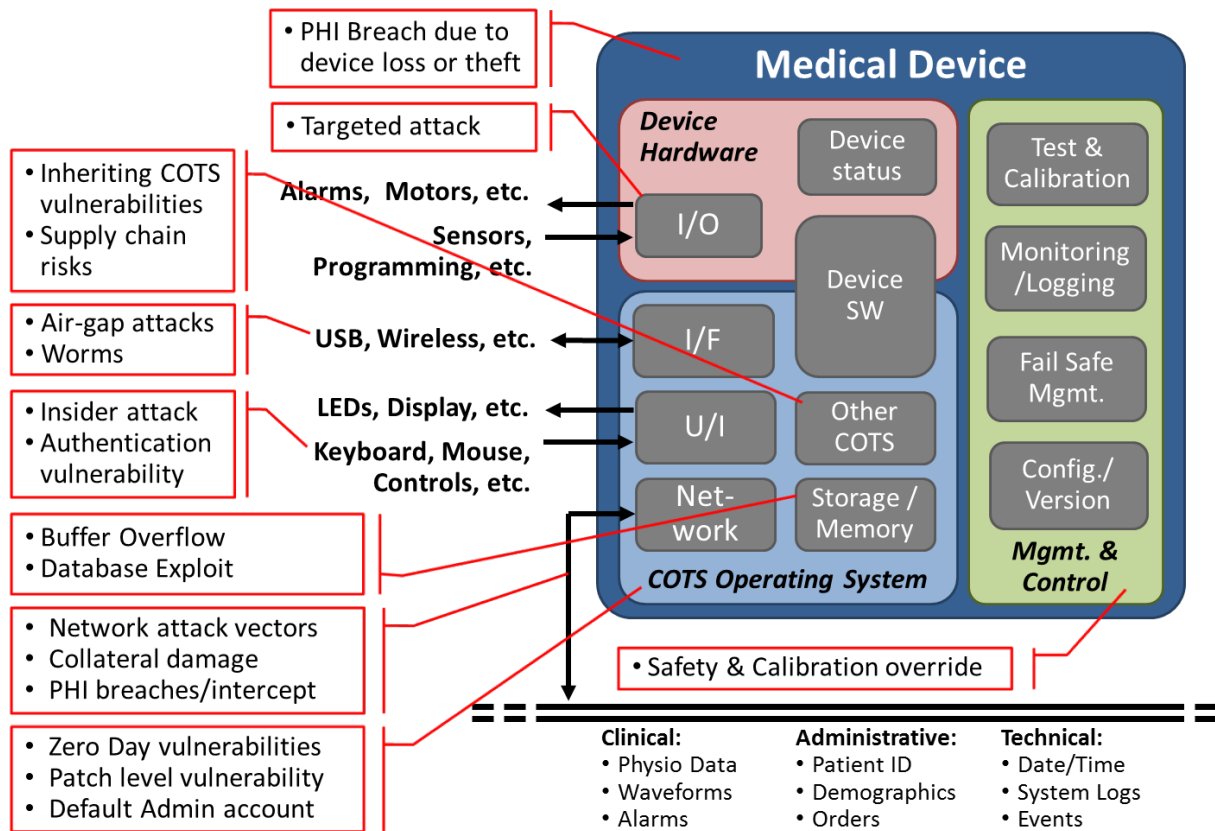 • PHI Breach due to
device loss or theft
• Targeted attack
• Inheriting COTS
vulnerabilities
• Supply chain
risks
• Air-gap attacks
• Worms
• Insider attack
• Authentication
vulnerability
• Buffer Overflow
• Database Exploit
• Network attack vectors
• Collateral damage
• PHI breaches/intercept
• Zero Day vulnerabilities
• Patch level vulnerability
• Default Admin account
Alarms, Motors, etc.
Sensors,
Programming, etc.
USB, Wireless, etc.
LEDs, Display, etc.
Keyboard, Mouse,
Controls, etc.
Medical Device
Device
Hardware
Device
status
I/O
Device
SW
I/F
U/I
Other
COTS
Net-
work
Storage /
Memory
COTS Operating System
Test &
Calibration
Monitoring
/Logging
Fail Safe
Mgmt.
Config./
Version
Mgmt. &
Control
• Safety & Calibration override
Clinical:
• Physio Data
• Waveforms
• Alarms
Administrative:
• Patient ID
• Demographics
• Orders
Technical:
• Date/Time
• System Logs
• Events